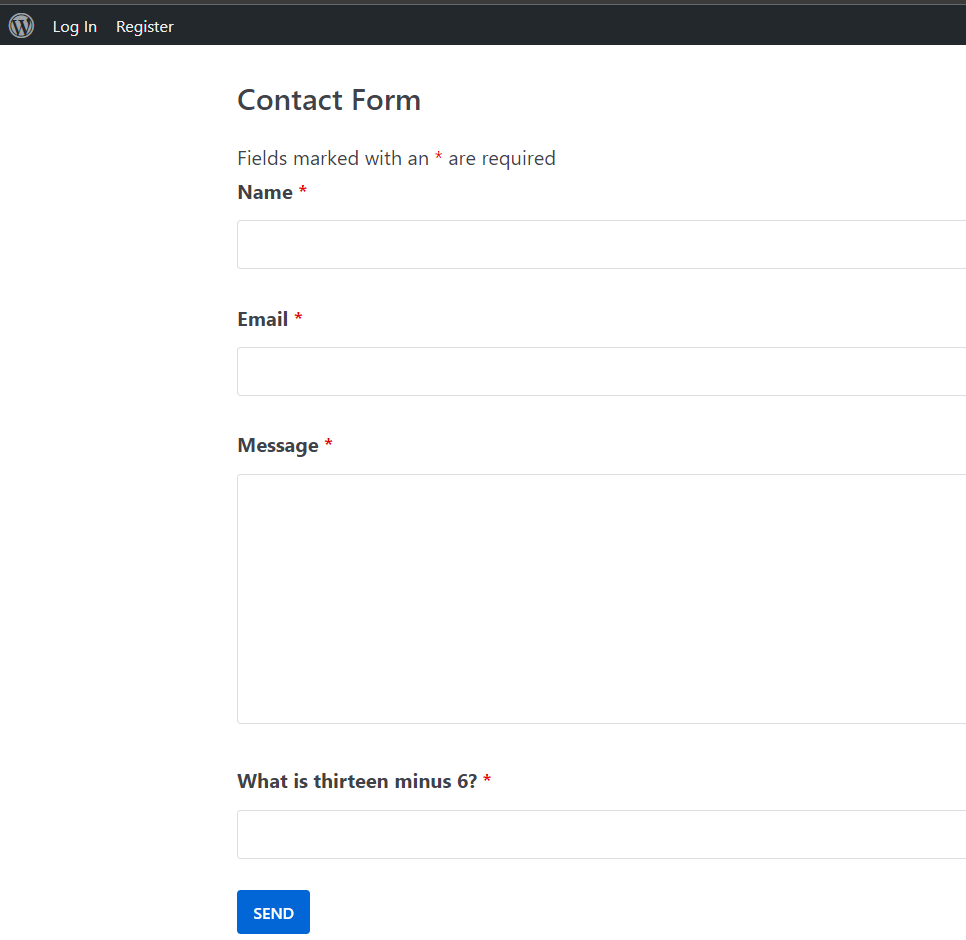 Log In Register
Contact Form
Fields marked with an * are required
Name *
Email *
Message *
What is thirteen minus 6? *
SEND